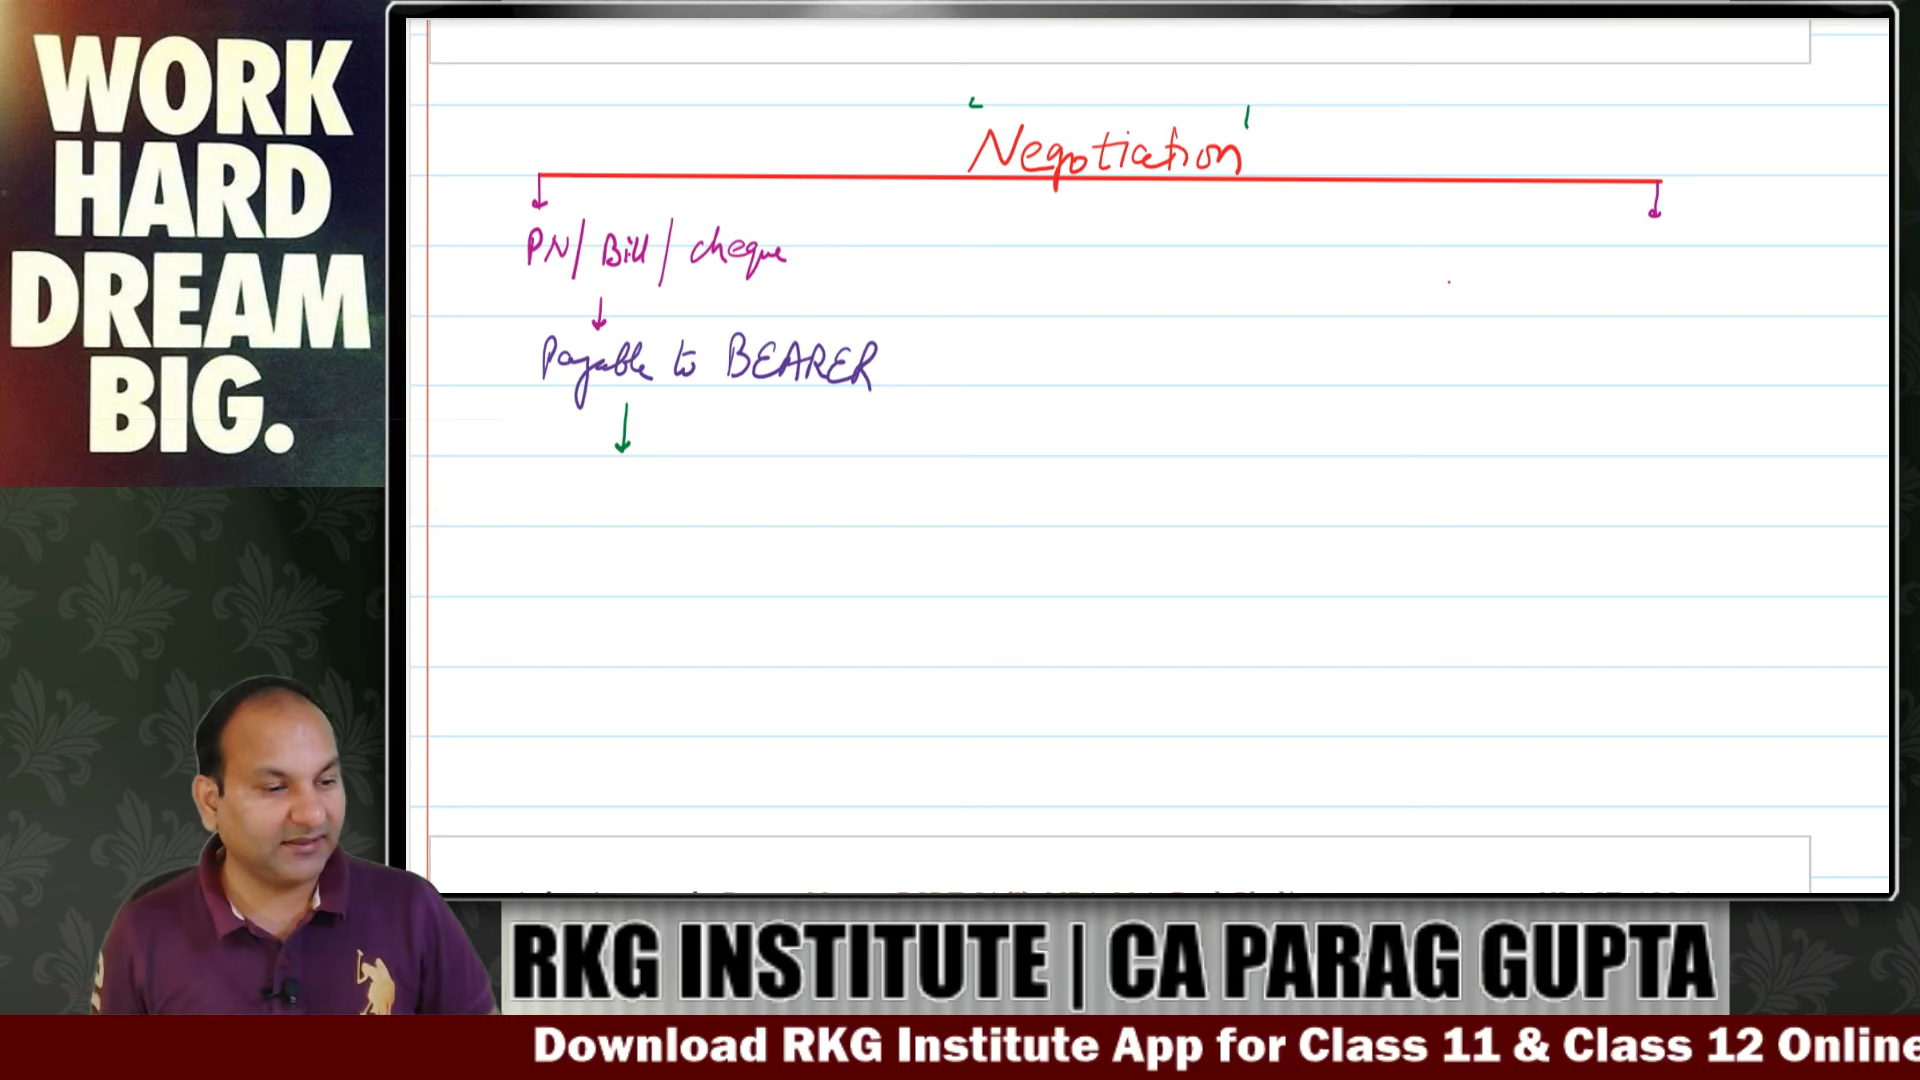 WORK
HARD
DREAM
BIG.
Negotiation
PN/ Bill / cheque
Payable to BEARER
RKG INSTITUTE | CA PARAG GUPTA
Download RKG Institute App for Class 11 & Class 12 Online